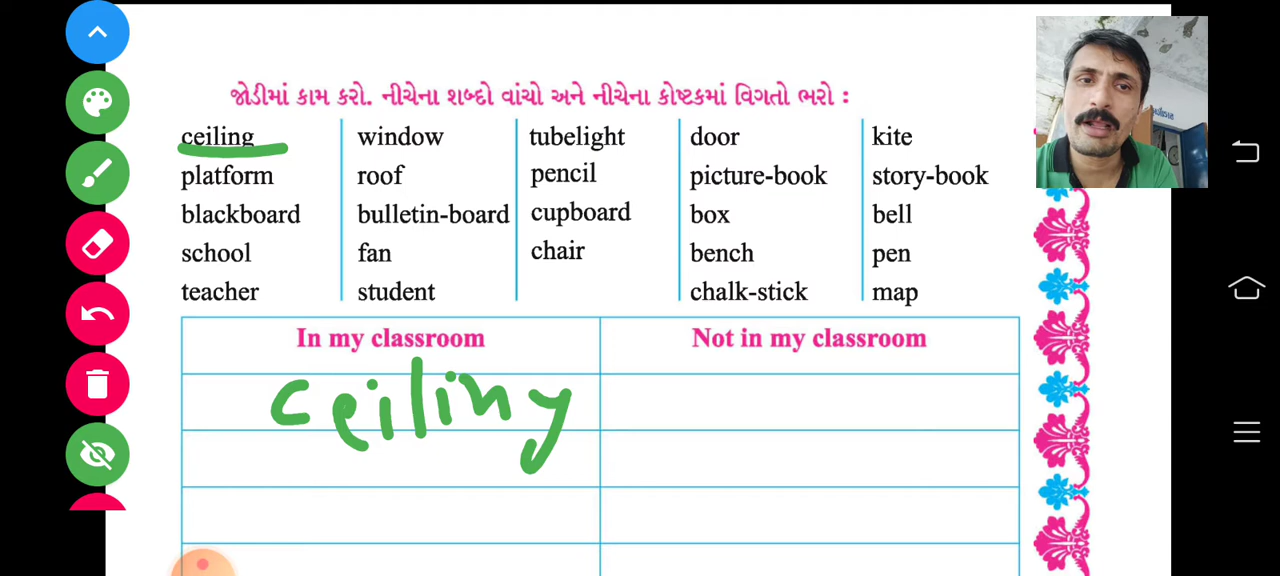 જોડીમાં કામ કરો. નીચેના શબ્દો વાંચો અને નીચેના કોષ્ટકમાં વિગતો ભરો :
ceiling window tubelight door kite
platform roof pencil picture-book story-book
blackboard bulletin-board cupboard box bell
school fan chair bench pen
teacher student chalk-stick map
In my classroom Not in my classroom
ceiliny